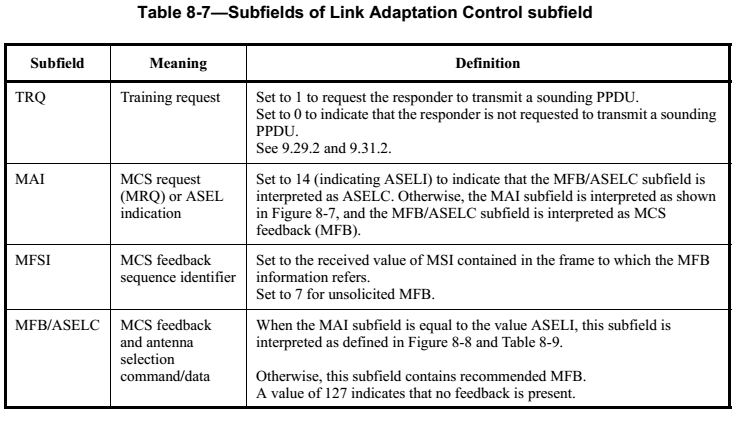 Table 8-7—Subfields of Link Adaptation Control subfield
Subfield Meaning Definition
TRQ Training request Set to 1 to request the responder to transmit a sounding PPDU.
Set to 0 to indicate that the responder is not requested to transmit a sounding
PPDU.
See 9.29.2 and 9.31.2.
MAI MCS request
(MRQ) or ASEL
indication
Set to 14 (indicating ASELI) to indicate that the MFB/ASELC subfield is
interpreted as ASELC. Otherwise, the MAI subfield is interpreted as shown
in Figure 8-7, and the MFB/ASELC subfield is interpreted as MCS
feedback (MFB).
MFSI MCS feedback
sequence identifier
Set to the received value of MSI contained in the frame to which the MFB
information refers.
Set to 7 for unsolicited MFB.
MFB/ASELC MCS feedback
and antenna
selection
command/data
When the MAI subfield is equal to the value ASELI, this subfield is
interpreted as defined in Figure 8-8 and Table 8-9.
Otherwise, this subfield contains recommended MFB.
A value of 127 indicates that no feedback is present.